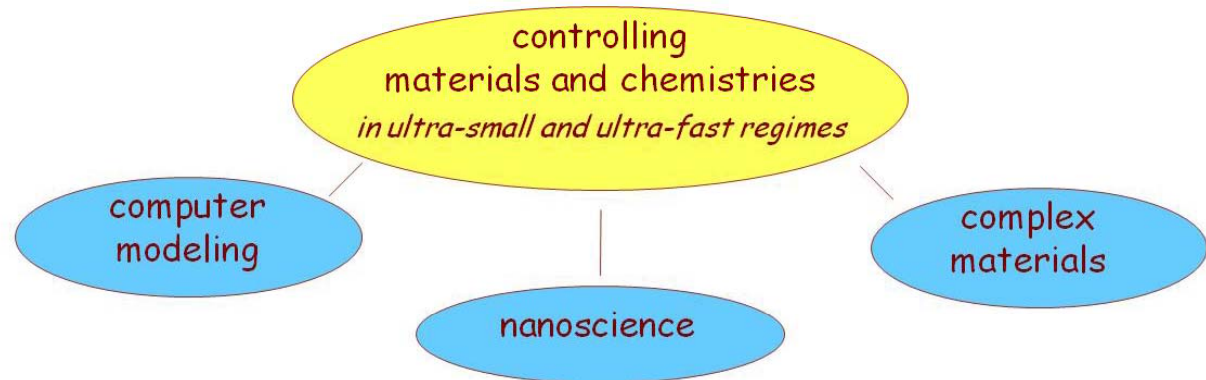 controlling
materials and chemistries
in ultra-small and ultra-fast regimes
computer
modeling
complex
materials
nanoscience